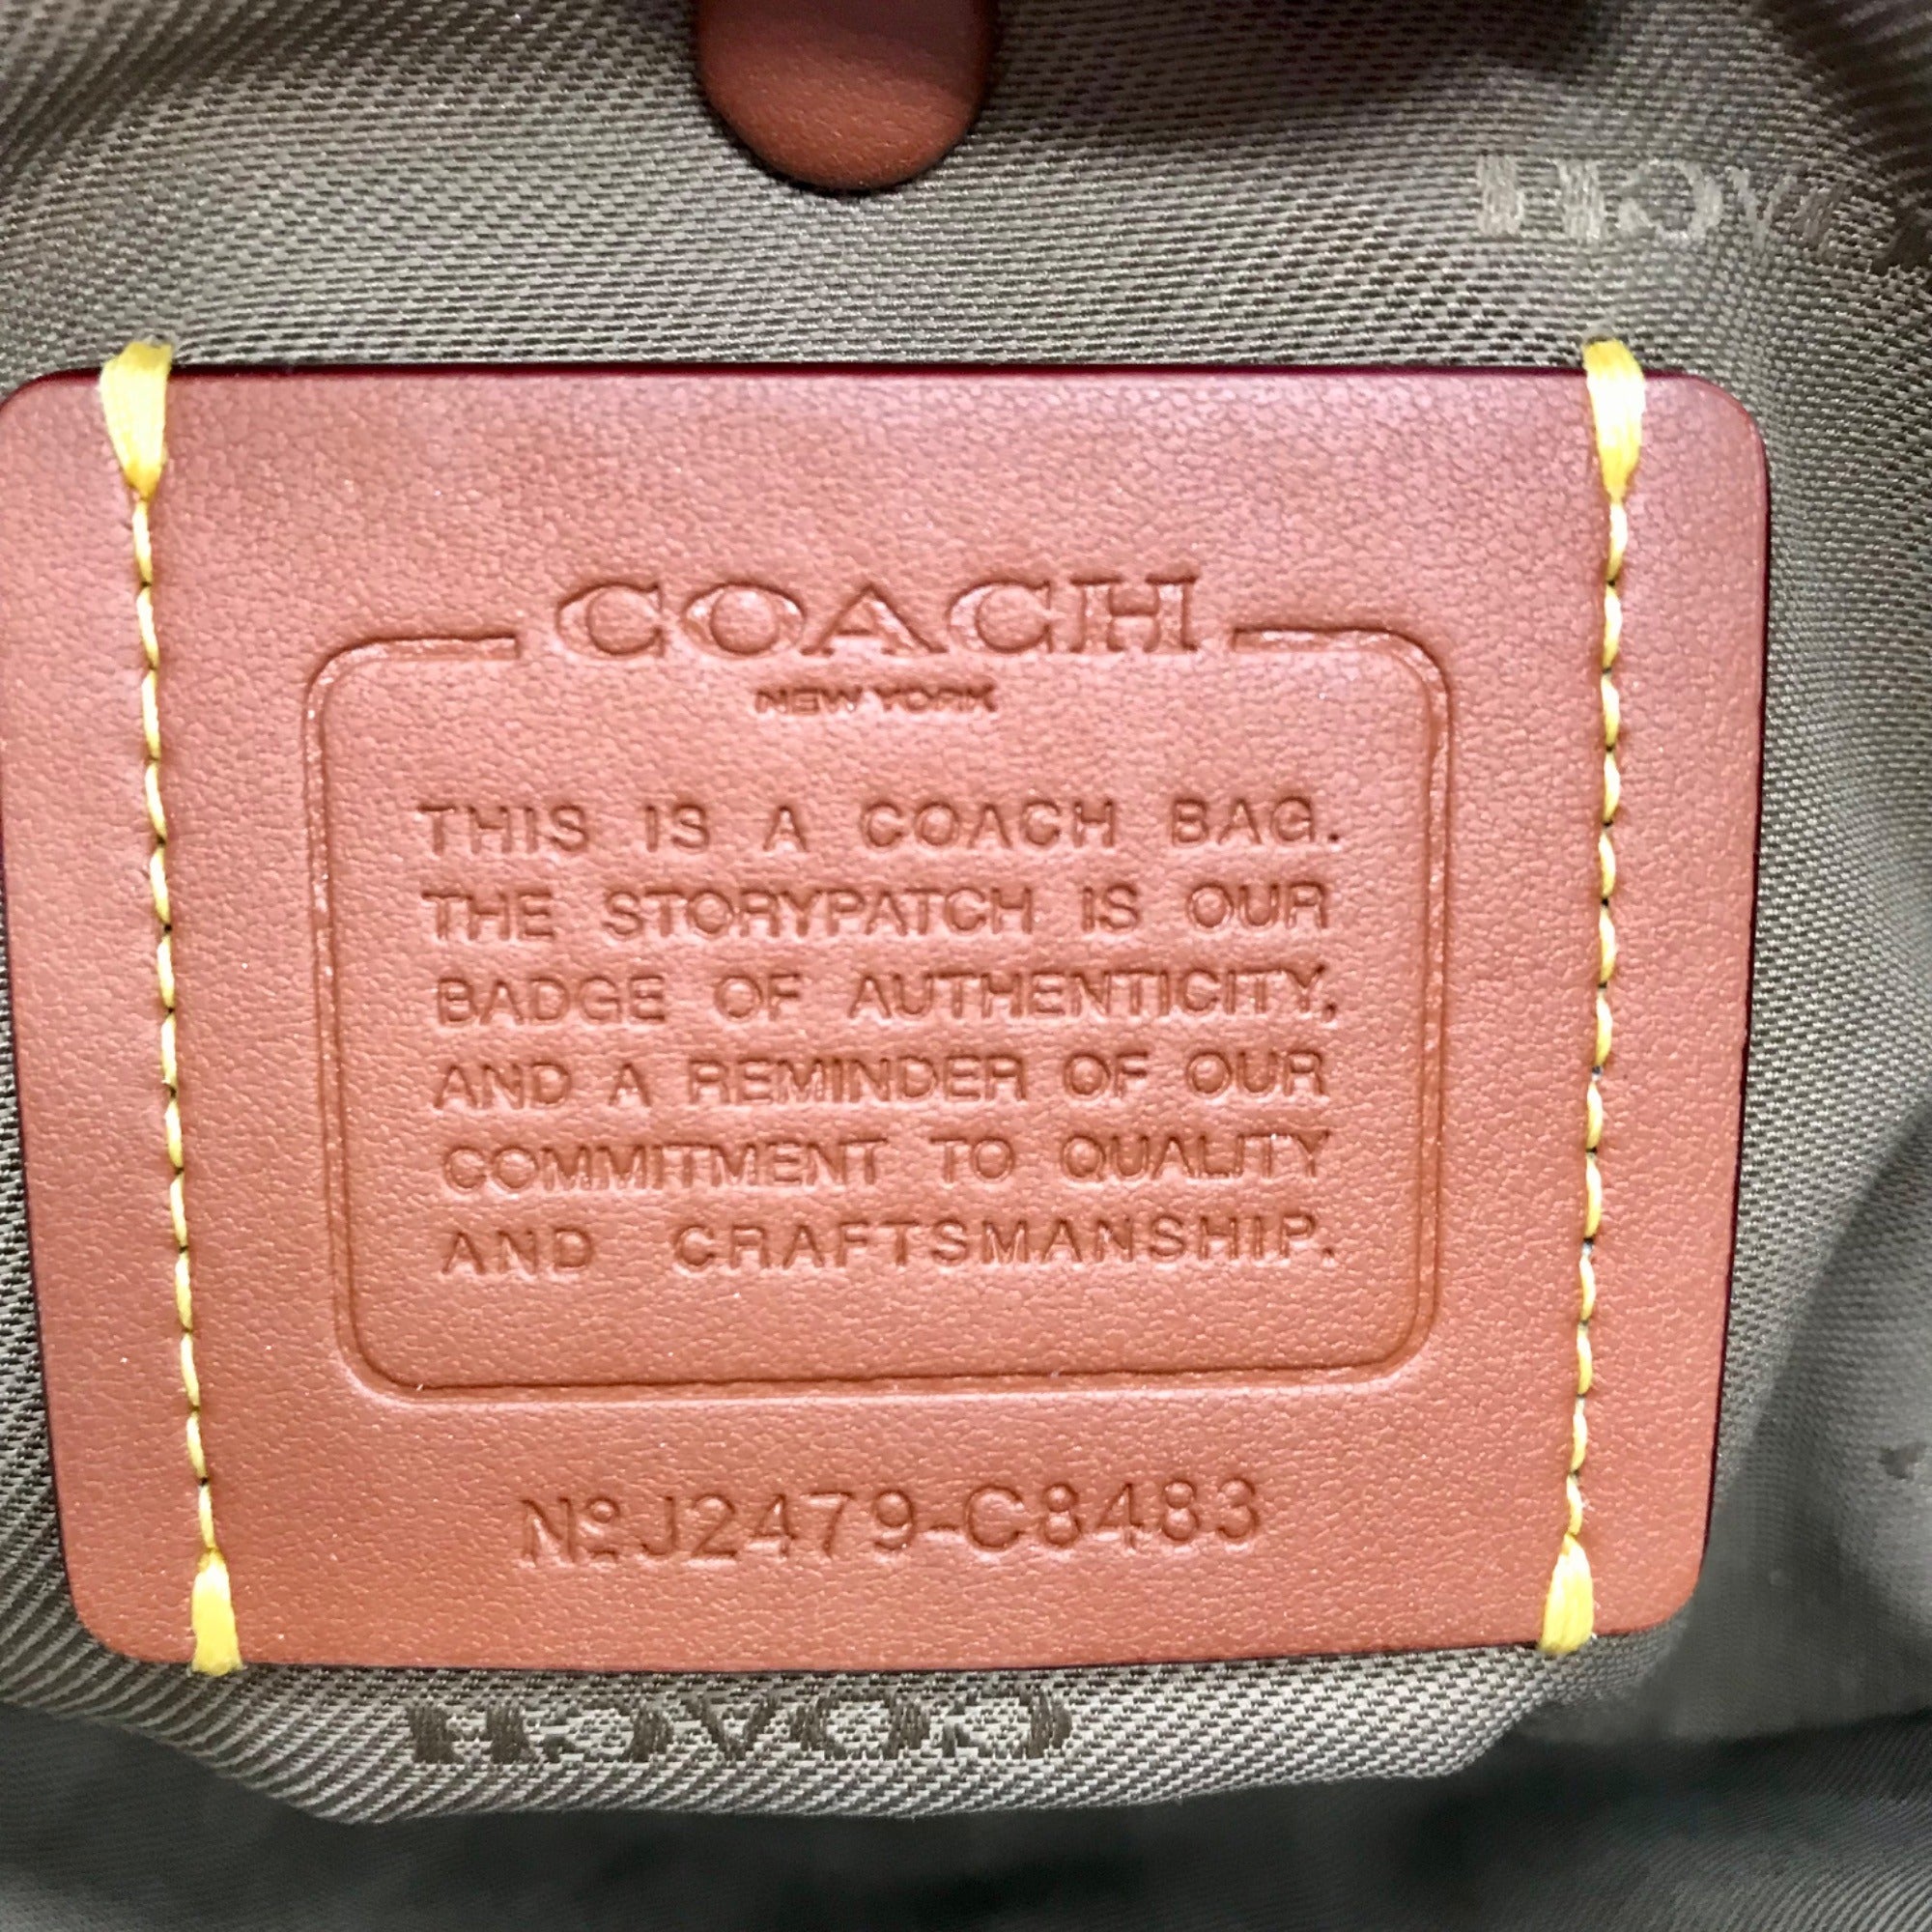 COACH
COACH
NEW YORK
THIS IS A COACH BAG.
THE STORYPATCH IS OUR
BADGE OF AUTHENTICITY,
AND A REMINDER OF OUR
COMMITMENT TO QUALITY
AND CRAFTSMANSHIP.
NºJ2479-C8483
COACH